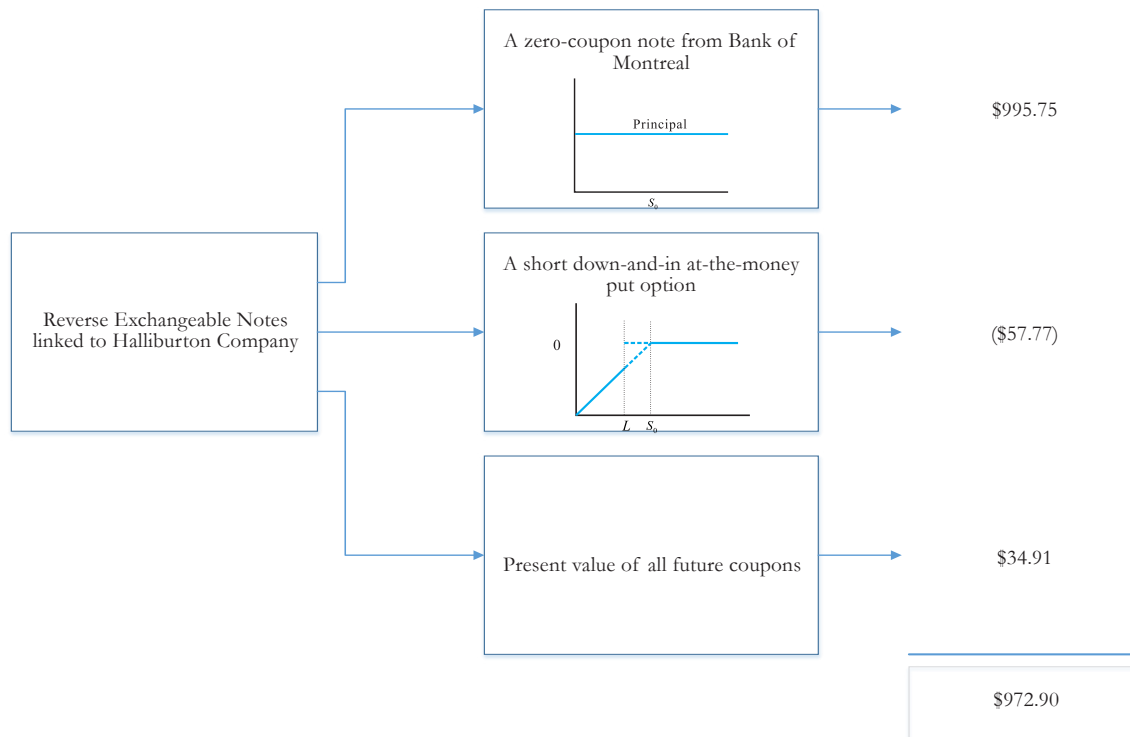 A zero-coupon note from Bank of
Montreal
Principal
S₀
$995.75
Reverse Exchangeable Notes
linked to Halliburton Company
A short down-and-in at-the-money
put option
0
L S₀
($57.77)
Present value of all future coupons
$34.91
$972.90